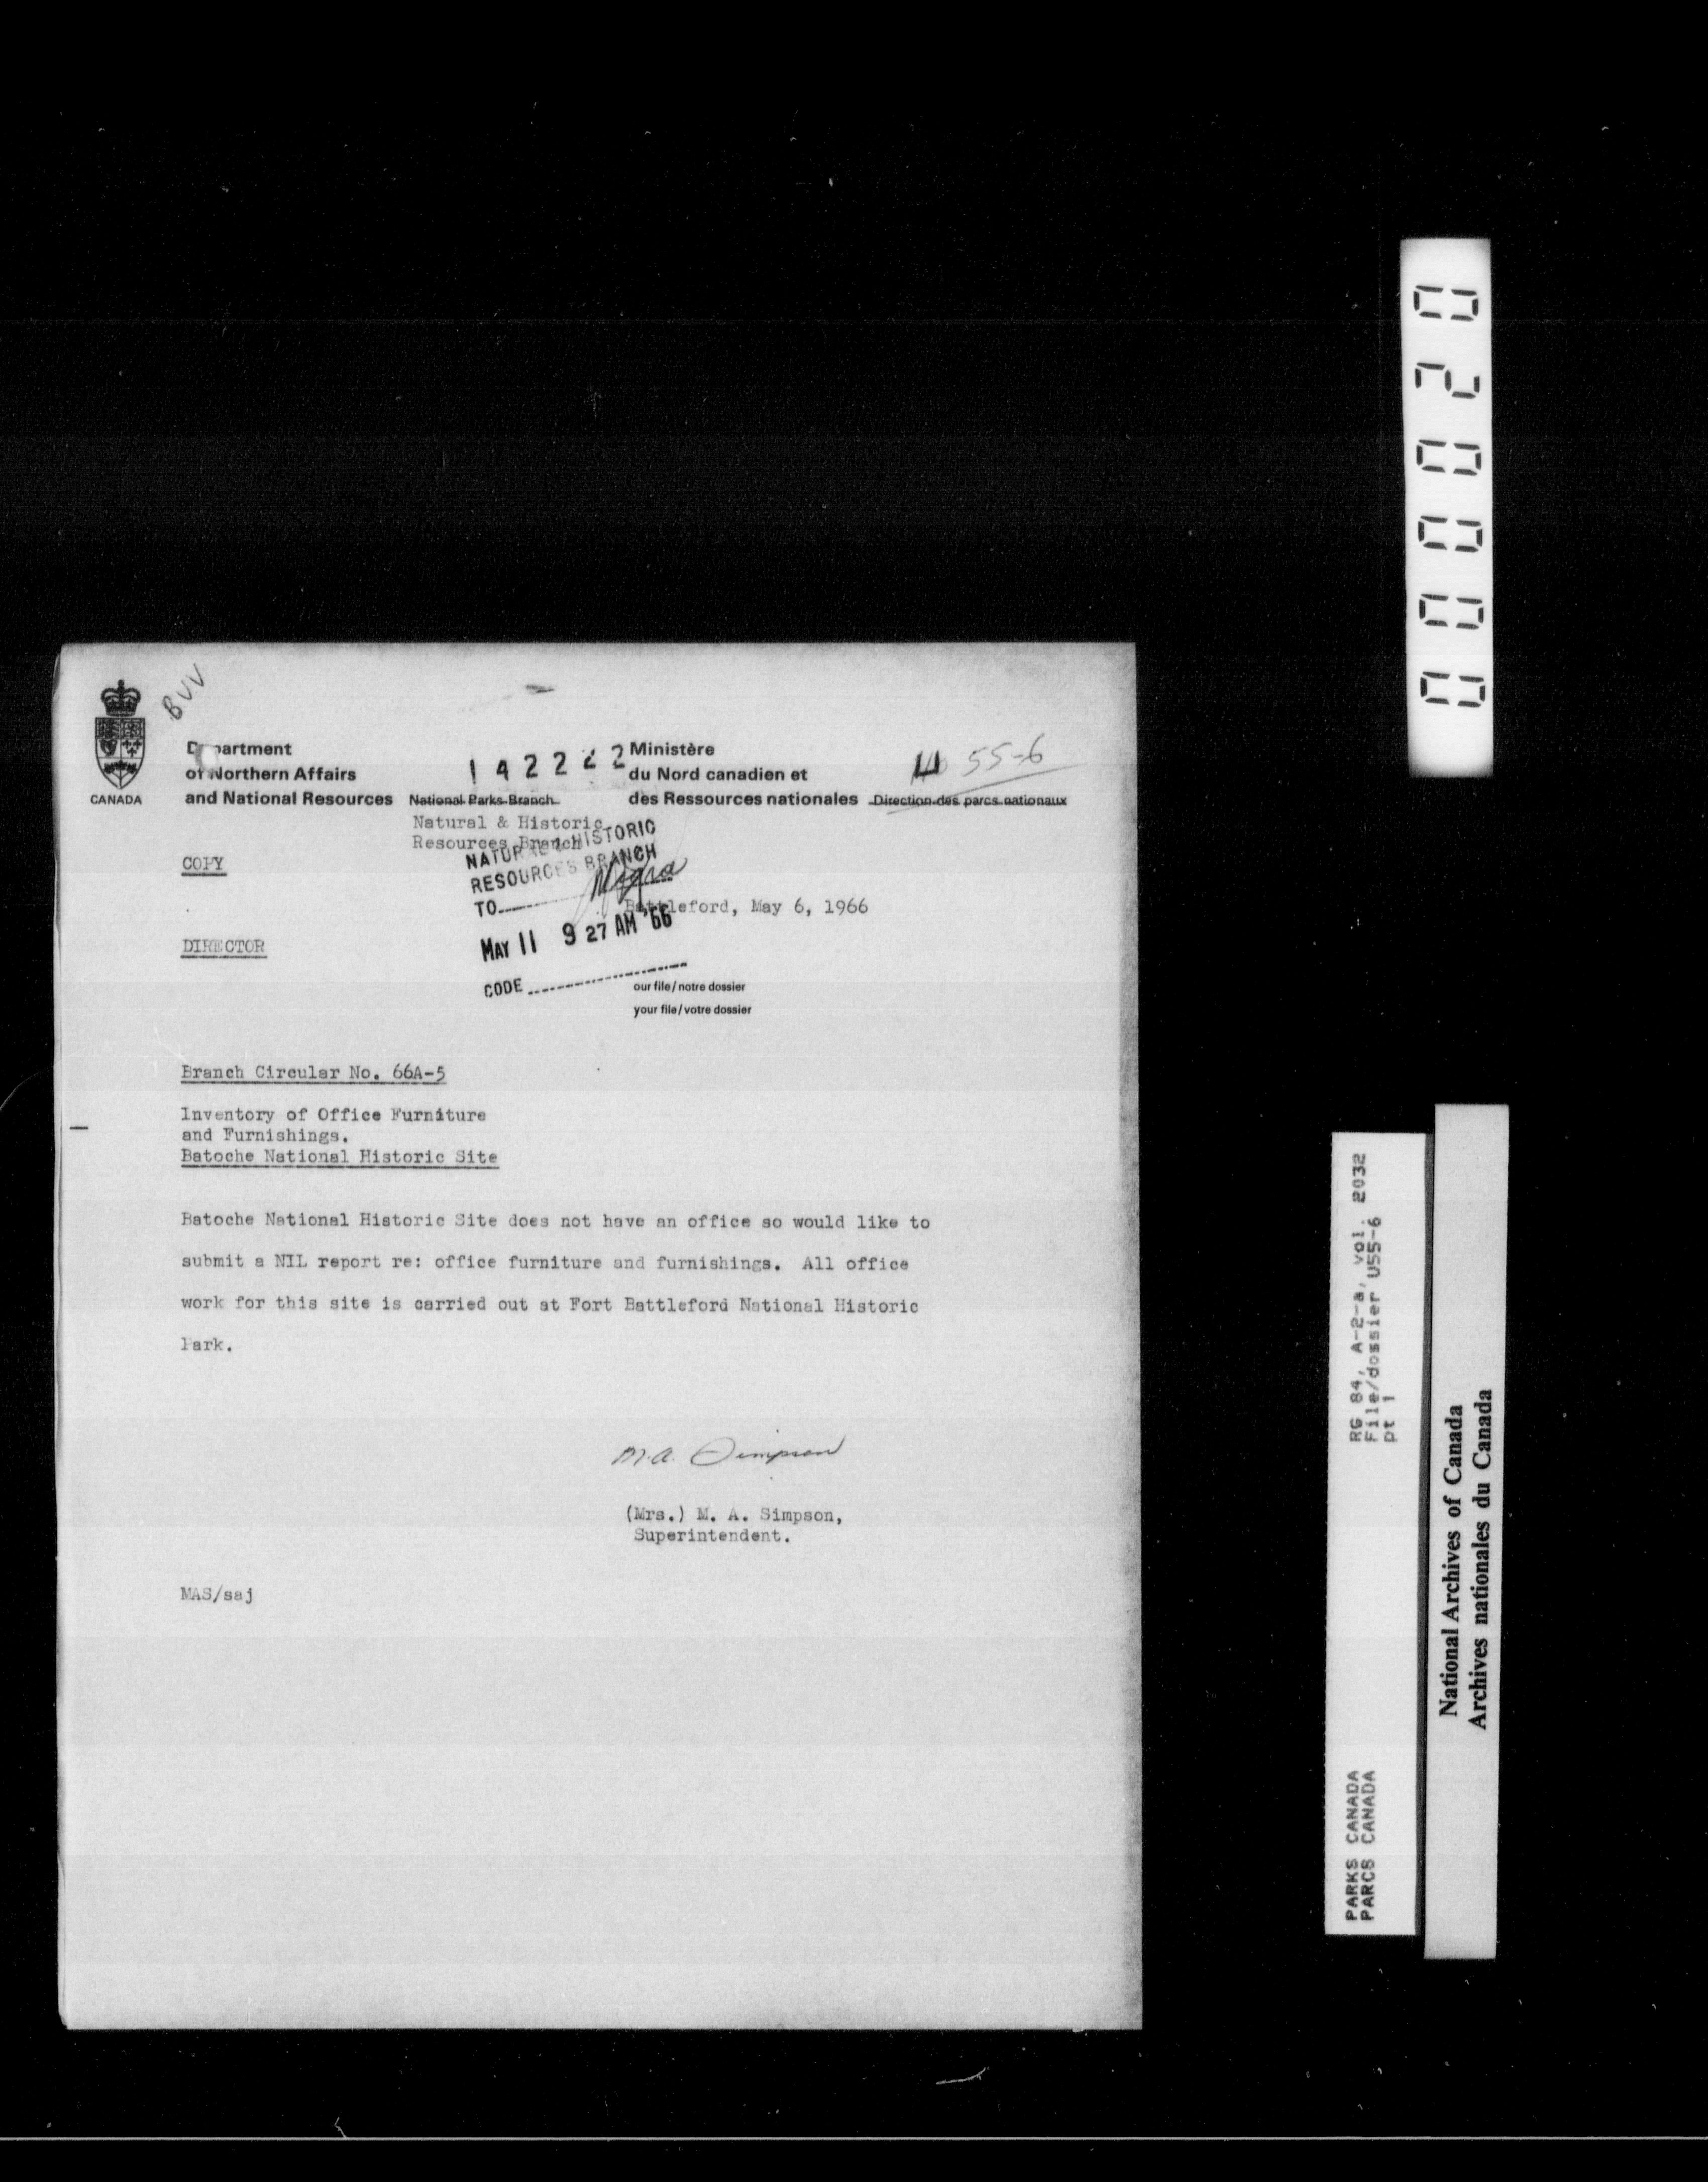 BVV
CANADA
Department
of Northern Affairs
and National Resources
National Parks Branch
Natural & Historic
Resources Branch
142222
Ministère
du Nord canadien et
des Ressources nationales
Direction des parcs nationaux
U 55-6
COPY
NATURAL & HISTORIC
RESOURCES BRANCH
TO
MAY 11 9 27 AM '66
CODE
Battleford, May 6, 1966
DIRECTOR
our file/notre dossier
your file/votre dossier
Branch Circular No. 66A-5
Inventory of Office Furniture
and Furnishings.
Batoche National Historic Site
Batoche National Historic Site does not have an office so would like to
submit a NIL report re: office furniture and furnishings. All office
work for this site is carried out at Fort Battleford National Historic
Park.
M.A. Simpson
(Mrs.) M. A. Simpson,
Superintendent.
MAS/saj
000020
RG 84, A-2-a, vol. 2032
File/dossier U55-6
pt 1
PARKS CANADA
PARCS CANADA
National Archives of Canada
Archives nationales du Canada